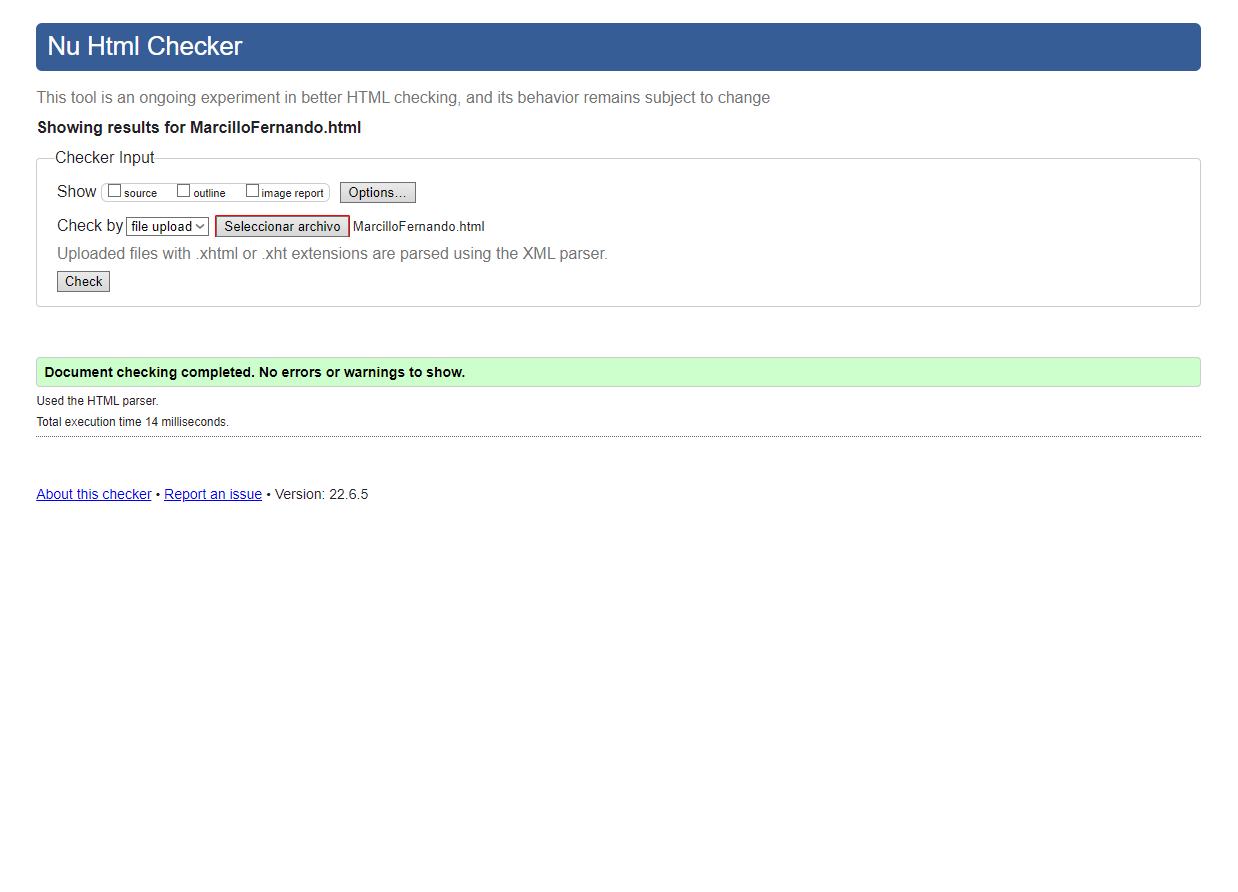 Nu Html Checker
This tool is an ongoing experiment in better HTML checking, and its behavior remains subject to change
Showing results for MarcilloFernando.html
Checker Input
Show source outline image report Options...
Check by file upload Seleccionar archivo MarcilloFernando.html
Uploaded files with .xhtml or .xht extensions are parsed using the XML parser.
Check
Document checking completed. No errors or warnings to show.
Used the HTML parser.
Total execution time 14 milliseconds.
About this checker • Report an issue • Version: 22.6.5